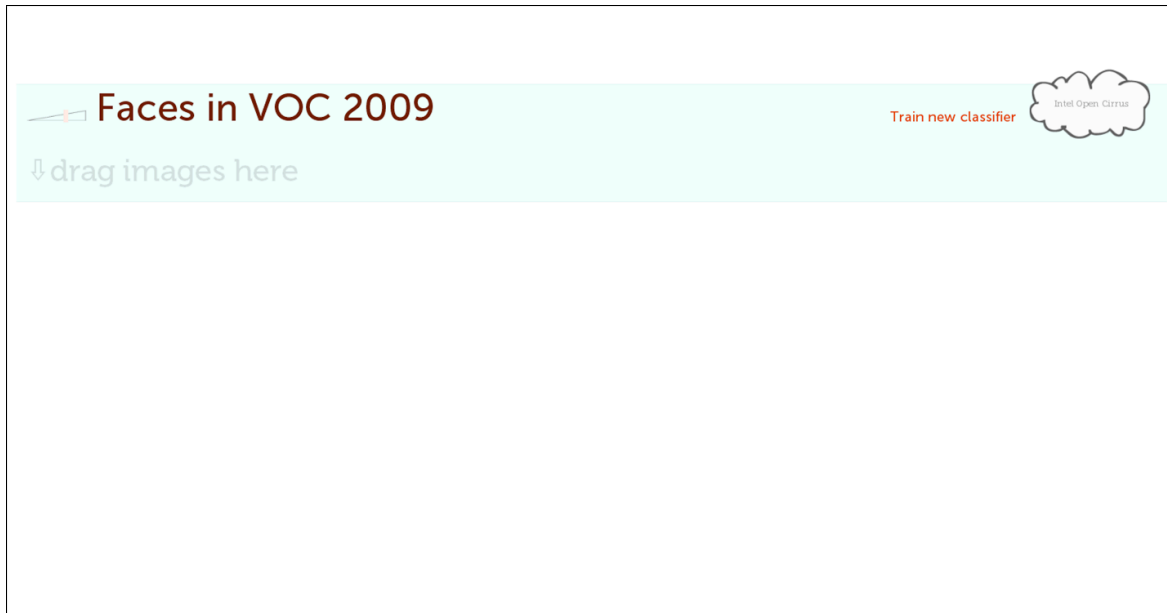 Faces in VOC 2009
Train new classifier
Intel Open Cirrus
drag images here